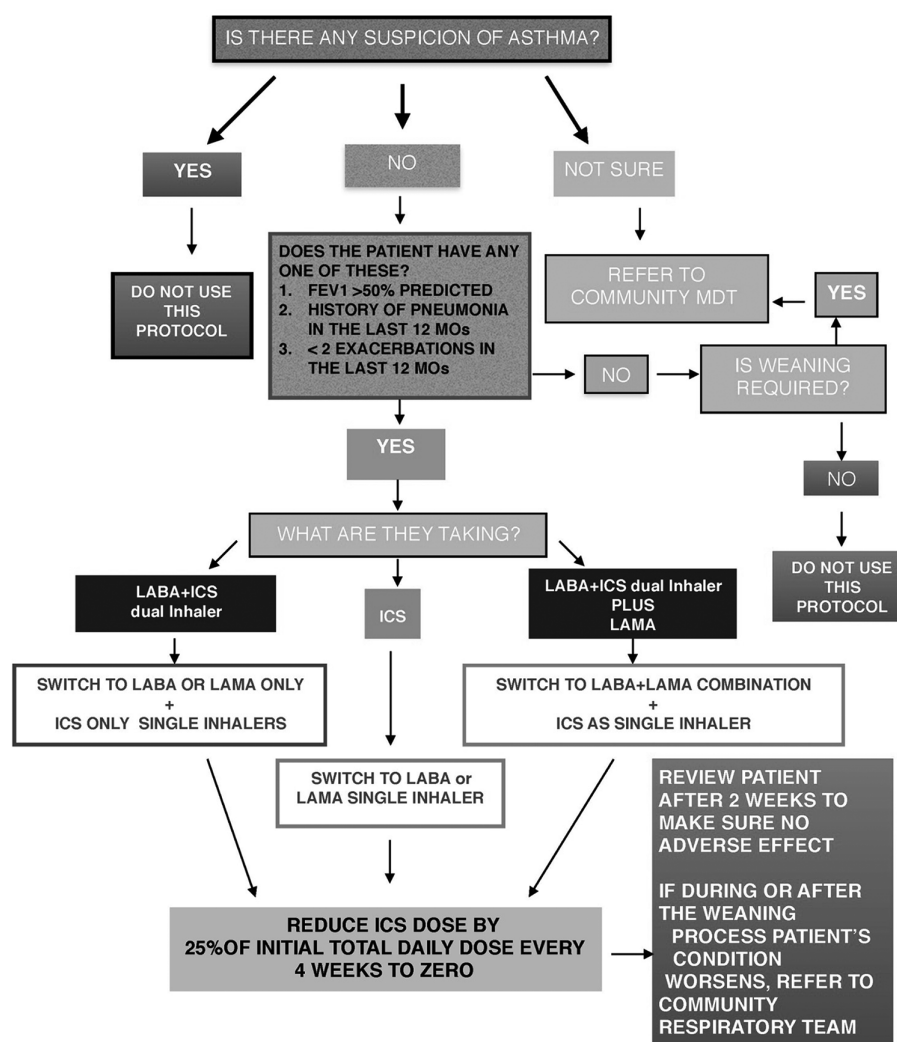 IS THERE ANY SUSPICION OF ASTHMA?
YES
NO
NOT SURE
DO NOT USE
THIS
PROTOCOL
DOES THE PATIENT HAVE ANY
ONE OF THESE?
1. FEV1 >50% PREDICTED
2. HISTORY OF PNEUMONIA
IN THE LAST 12 MOs
3. < 2 EXACERBATIONS IN
THE LAST 12 MOs
REFER TO
COMMUNITY MDT
YES
NO
IS WEANING
REQUIRED?
NO
DO NOT USE
THIS
PROTOCOL
YES
WHAT ARE THEY TAKING?
LABA+ICS
dual Inhaler
ICS
LABA+ICS dual Inhaler
PLUS
LAMA
SWITCH TO LABA OR LAMA ONLY
+
ICS ONLY SINGLE INHALERS
SWITCH TO LABA or
LAMA SINGLE INHALER
SWITCH TO LABA+LAMA COMBINATION
+
ICS AS SINGLE INHALER
REDUCE ICS DOSE BY
25%OF INITIAL TOTAL DAILY DOSE EVERY
4 WEEKS TO ZERO
REVIEW PATIENT
AFTER 2 WEEKS TO
MAKE SURE NO
ADVERSE EFFECT
IF DURING OR AFTER
THE WEANING
PROCESS PATIENT'S
CONDITION
WORSENS, REFER TO
COMMUNITY
RESPIRATORY TEAM